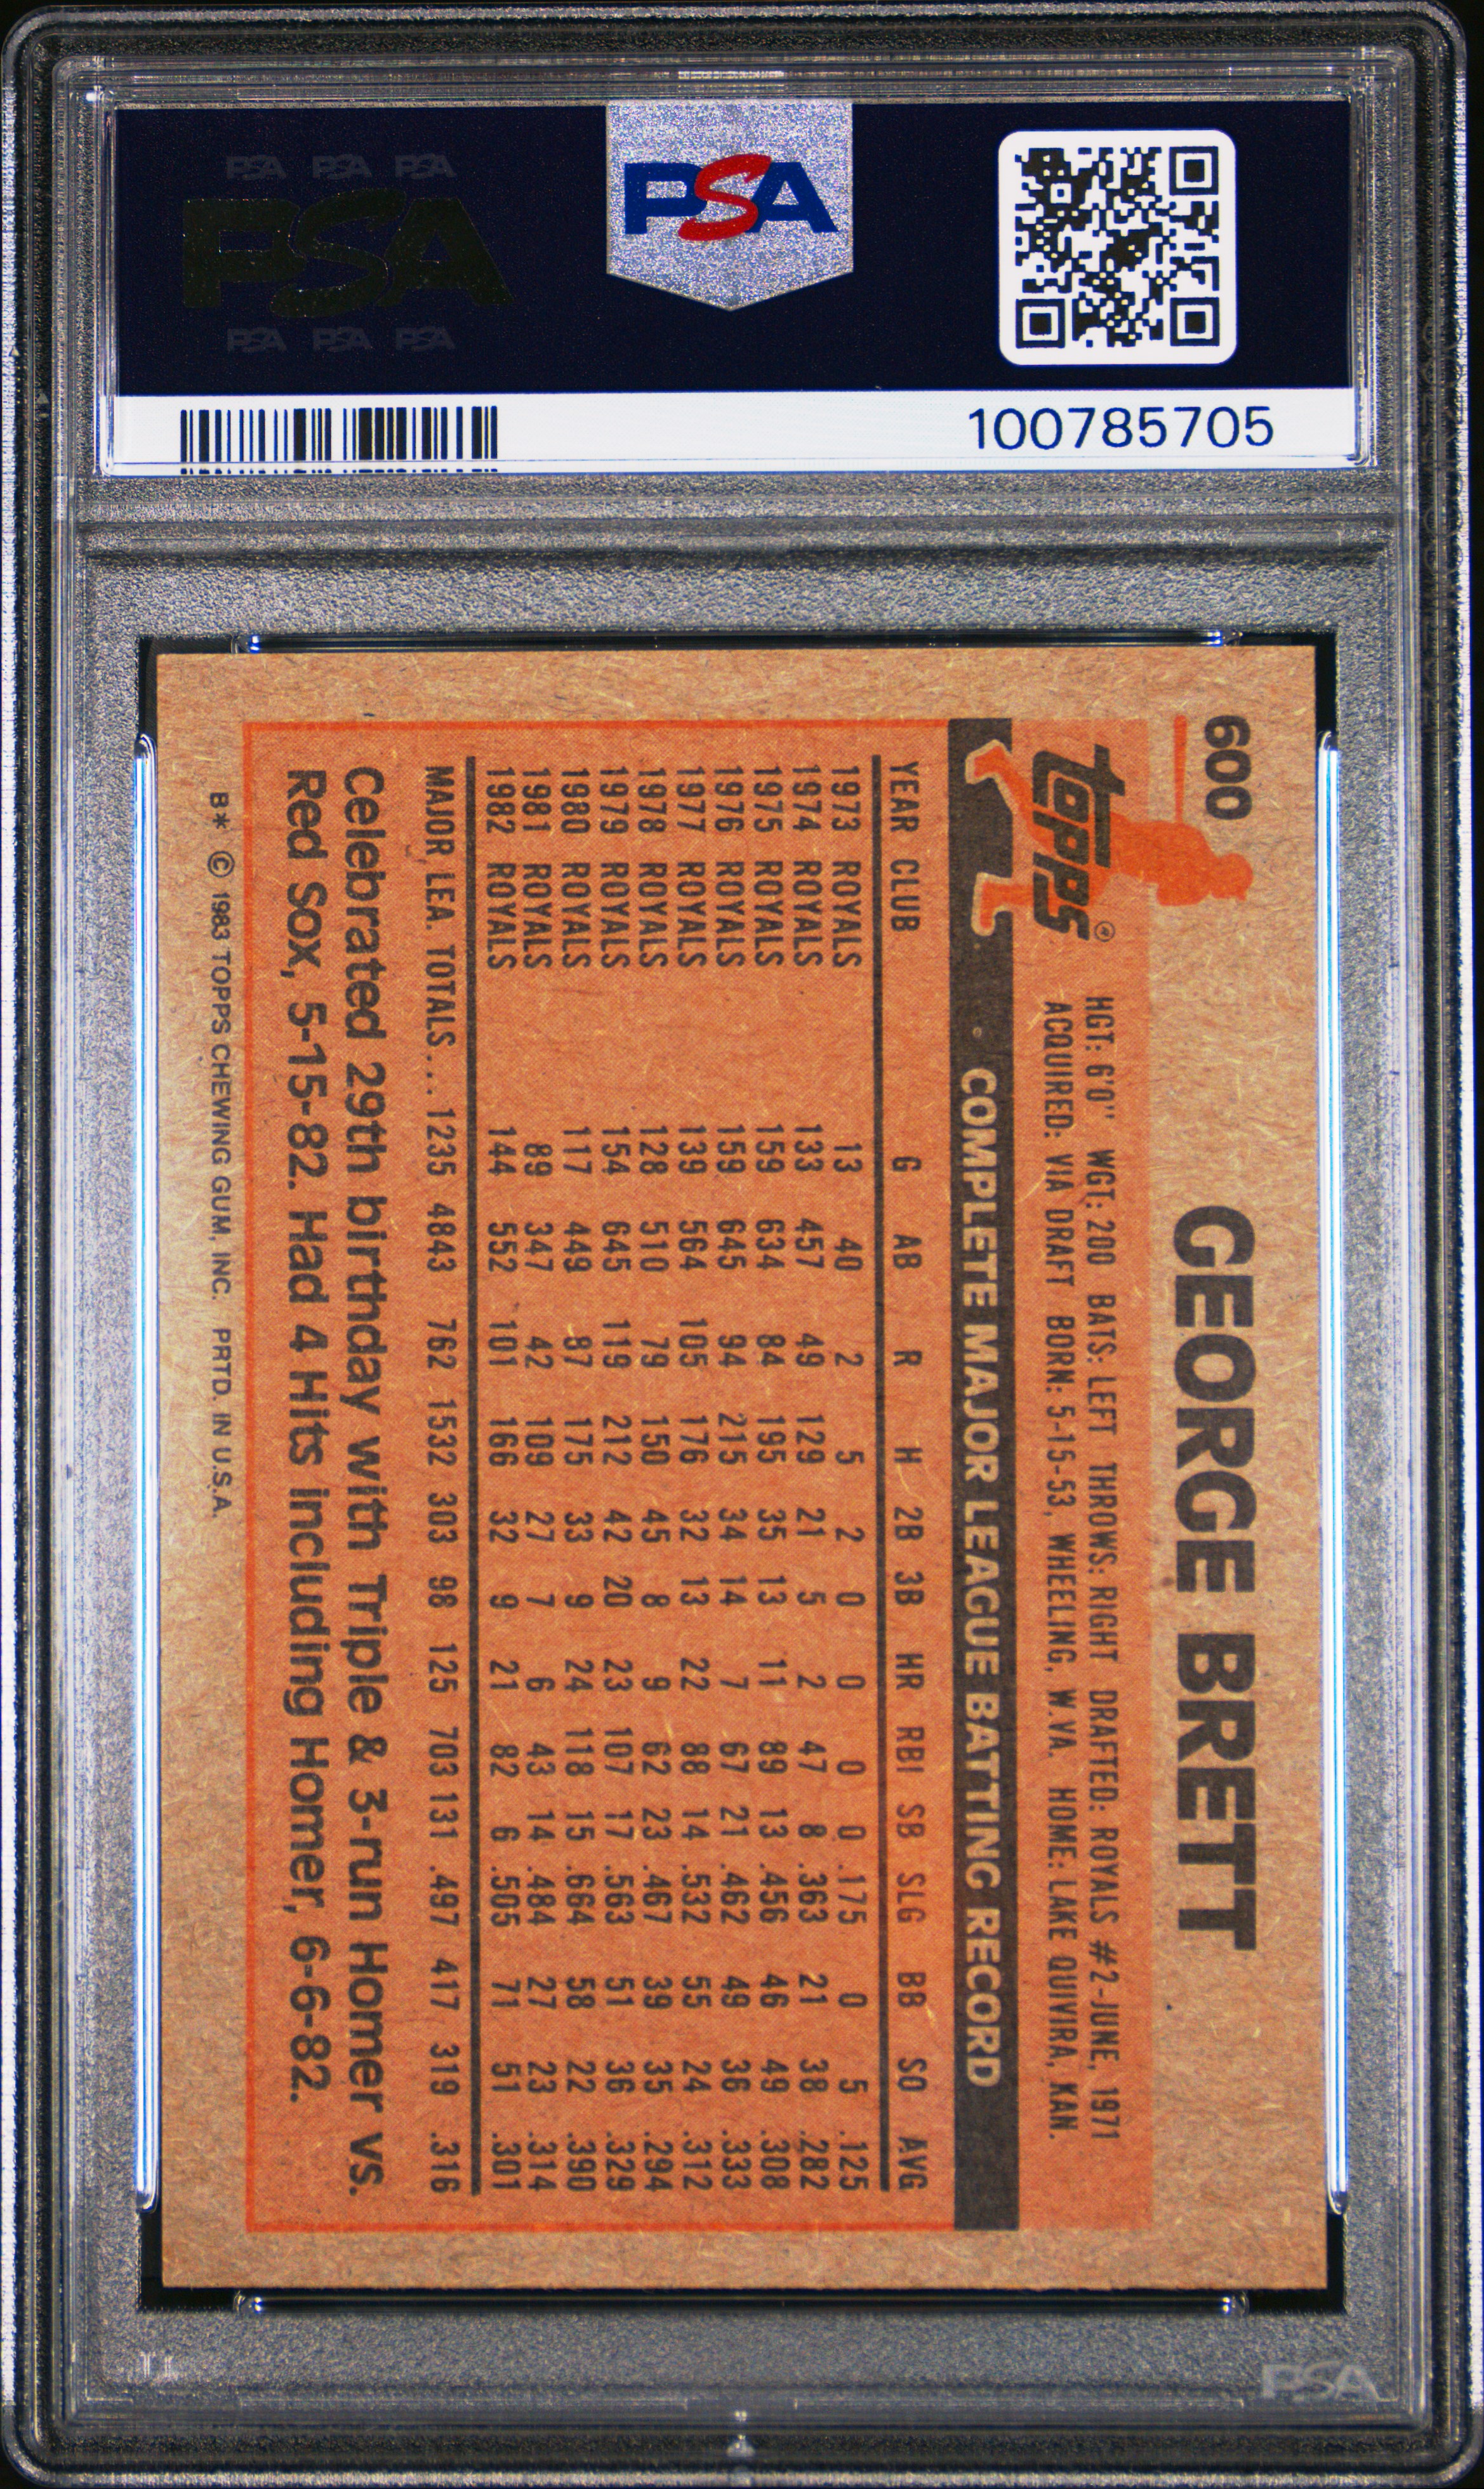 PSA PSA PSA
PSA
PSA PSA PSA
PSA
100785705
600
GEORGE BRETT
Topps®
HGT: 6'0" WGT: 200 BATS: LEFT THROWS: RIGHT DRAFTED: ROYALS #2-JUNE, 1971
ACQUIRED: VIA DRAFT BORN: 5-15-53, WHEELING, W.VA. HOME: LAKE QUIVIRA, KAN.
COMPLETE MAJOR LEAGUE BATTING RECORD
YEAR CLUB G AB R H 2B 3B HR RBI SB SLG BB SO AVG
1973 ROYALS 13 40 2 5 2 0 0 0 0 .175 0 5 .125
1974 ROYALS 133 457 49 129 21 5 2 47 8 .363 21 38 .282
1975 ROYALS 159 634 84 195 35 13 11 89 13 .456 46 49 .308
1976 ROYALS 159 645 94 215 34 14 7 67 21 .462 49 36 .333
1977 ROYALS 139 564 105 176 32 13 22 88 14 .532 55 24 .312
1978 ROYALS 128 510 79 150 45 8 9 62 23 .467 39 35 .294
1979 ROYALS 154 645 119 212 42 20 23 107 17 .563 51 36 .329
1980 ROYALS 117 449 87 175 33 9 24 118 15 .664 58 22 .390
1981 ROYALS 89 347 42 109 27 7 6 43 14 .484 27 23 .314
1982 ROYALS 144 552 101 166 32 9 21 82 6 .505 71 51 .301
MAJOR LEA. TOTALS... 1235 4843 762 1532 303 98 125 703 131 .497 417 319 .316
Celebrated 29th birthday with Triple & 3-run Homer vs.
Red Sox, 5-15-82. Had 4 Hits including Homer, 6-6-82.
B* © 1983 TOPPS CHEWING GUM, INC. PRTD. IN U.S.A.
PSA